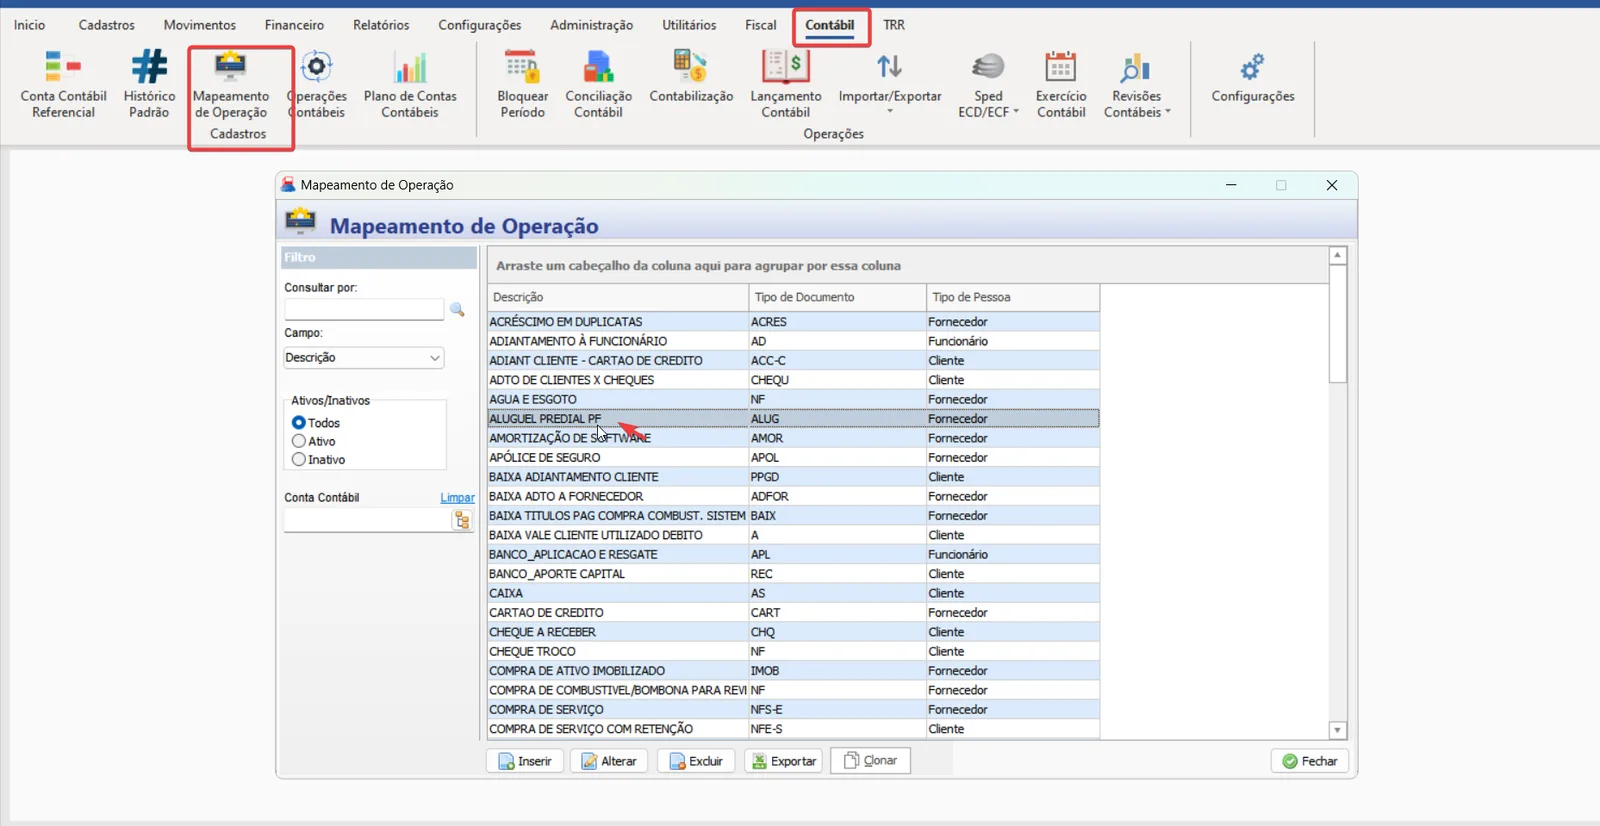 Inicio Cadastros Movimentos Financeiro Relatórios Configurações Administração Utilitários Fiscal Contábil TRR
Conta Contábil Referencial
Histórico Padrão
Mapeamento de Operação
Operações Contábeis
Plano de Contas Contábeis
Cadastros
Bloquear Período
Conciliação Contábil
Contabilização
Lançamento Contábil
Importar/Exportar
Sped ECD/ECF
Exercício Contábil
Revisões Contábeis
Operações
Configurações
Mapeamento de Operação
Mapeamento de Operação
Filtro
Consultar por:
Campo:
Descrição
Ativos/Inativos
Todos
Ativo
Inativo
Conta Contábil Limpar
Arraste um cabeçalho da coluna aqui para agrupar por essa coluna
Descrição Tipo de Documento Tipo de Pessoa
ACRÉSCIMO EM DUPLICATAS ACRES Fornecedor
ADIANTAMENTO À FUNCIONÁRIO AD Funcionário
ADIANT CLIENTE - CARTAO DE CREDITO ACC-C Cliente
ADTO DE CLIENTES X CHEQUES CHEQU Cliente
AGUA E ESGOTO NF Fornecedor
ALUGUEL PREDIAL PF ALUG Fornecedor
AMORTIZAÇÃO DE SOFTWARE AMOR Fornecedor
APÓLICE DE SEGURO APOL Fornecedor
BAIXA ADIANTAMENTO CLIENTE PPGD Cliente
BAIXA ADTO A FORNECEDOR ADFOR Fornecedor
BAIXA TITULOS PAG COMPRA COMBUST. SISTEM BAIX Fornecedor
BAIXA VALE CLIENTE UTILIZADO DEBITO A Cliente
BANCO_APLICACAO E RESGATE APL Funcionário
BANCO_APORTE CAPITAL REC Cliente
CAIXA AS Cliente
CARTAO DE CREDITO CART Fornecedor
CHEQUE A RECEBER CHQ Cliente
CHEQUE TROCO NF Cliente
COMPRA DE ATIVO IMOBILIZADO IMOB Fornecedor
COMPRA DE COMBUSTIVEL/BOMBONA PARA REVI NF Fornecedor
COMPRA DE SERVIÇO NFS-E Fornecedor
COMPRA DE SERVIÇO COM RETENÇÃO NFE-S Cliente
Inserir Alterar Excluir Exportar Clonar Fechar